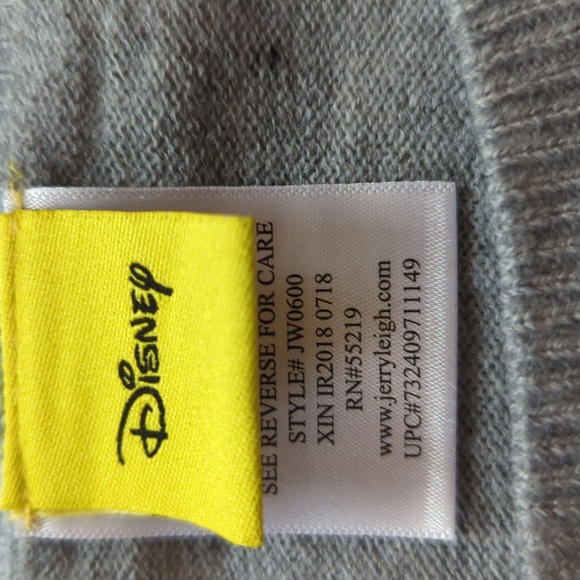 Disney
SEE REVERSE FOR CARE
STYLE# JW0600
XIN IR2018 0718
RN#55219
www.jerryleigh.com
UPC#732409711149